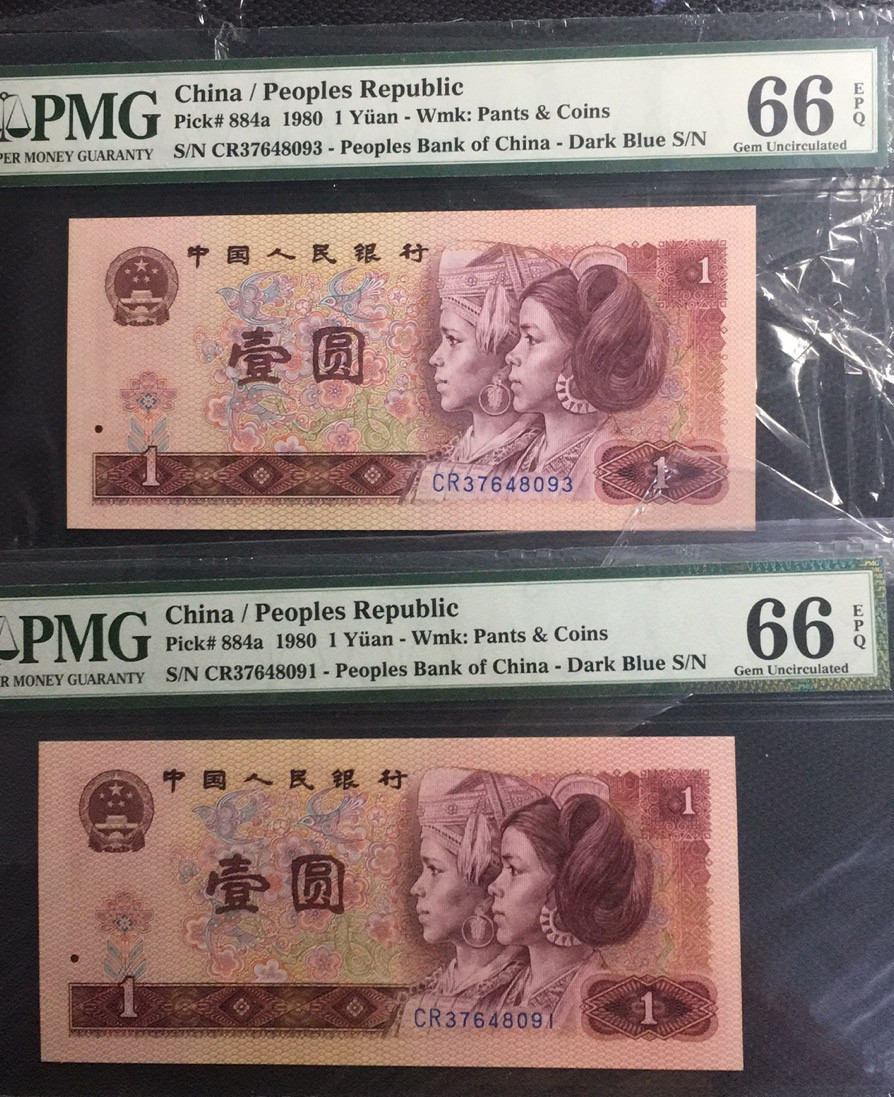 PMG
PER MONEY GUARANTY
China / Peoples Republic
Pick# 884a 1980 1 Yüan - Wmk: Pants & Coins
S/N CR37648093 - Peoples Bank of China - Dark Blue S/N
66
EPQ
Gem Uncirculated
中国人民银行
1
壹圆
1
CR37648093
1
PMG
R MONEY GUARANTY
China / Peoples Republic
Pick# 884a 1980 1 Yüan - Wmk: Pants & Coins
S/N CR37648091 - Peoples Bank of China - Dark Blue S/N
66
EPQ
Gem Uncirculated
中国人民银行
1
壹圆
1
CR37648091
1